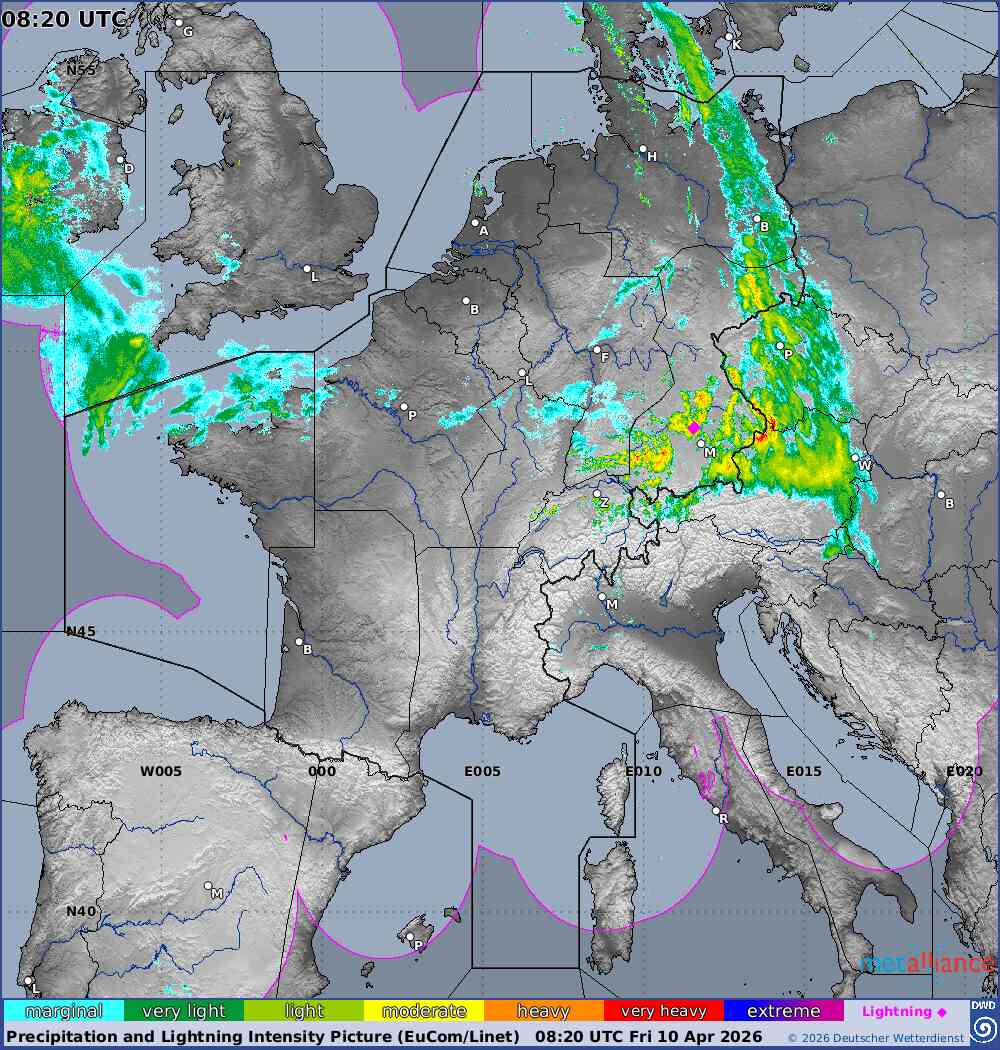 08:20 UTC
G
K
N55
H
D
A
B
L
B
F
P
L
P
M
W
Z
B
M
N45
B
W005
000
E005
E010
E015
E020
R
M
N40
P
L
metalliance
marginal very light light moderate heavy very heavy extreme Lightning DWD
Precipitation and Lightning Intensity Picture (EuCom/Linet) 08:20 UTC Fri 10 Apr 2026 © 2026 Deutscher Wetterdienst